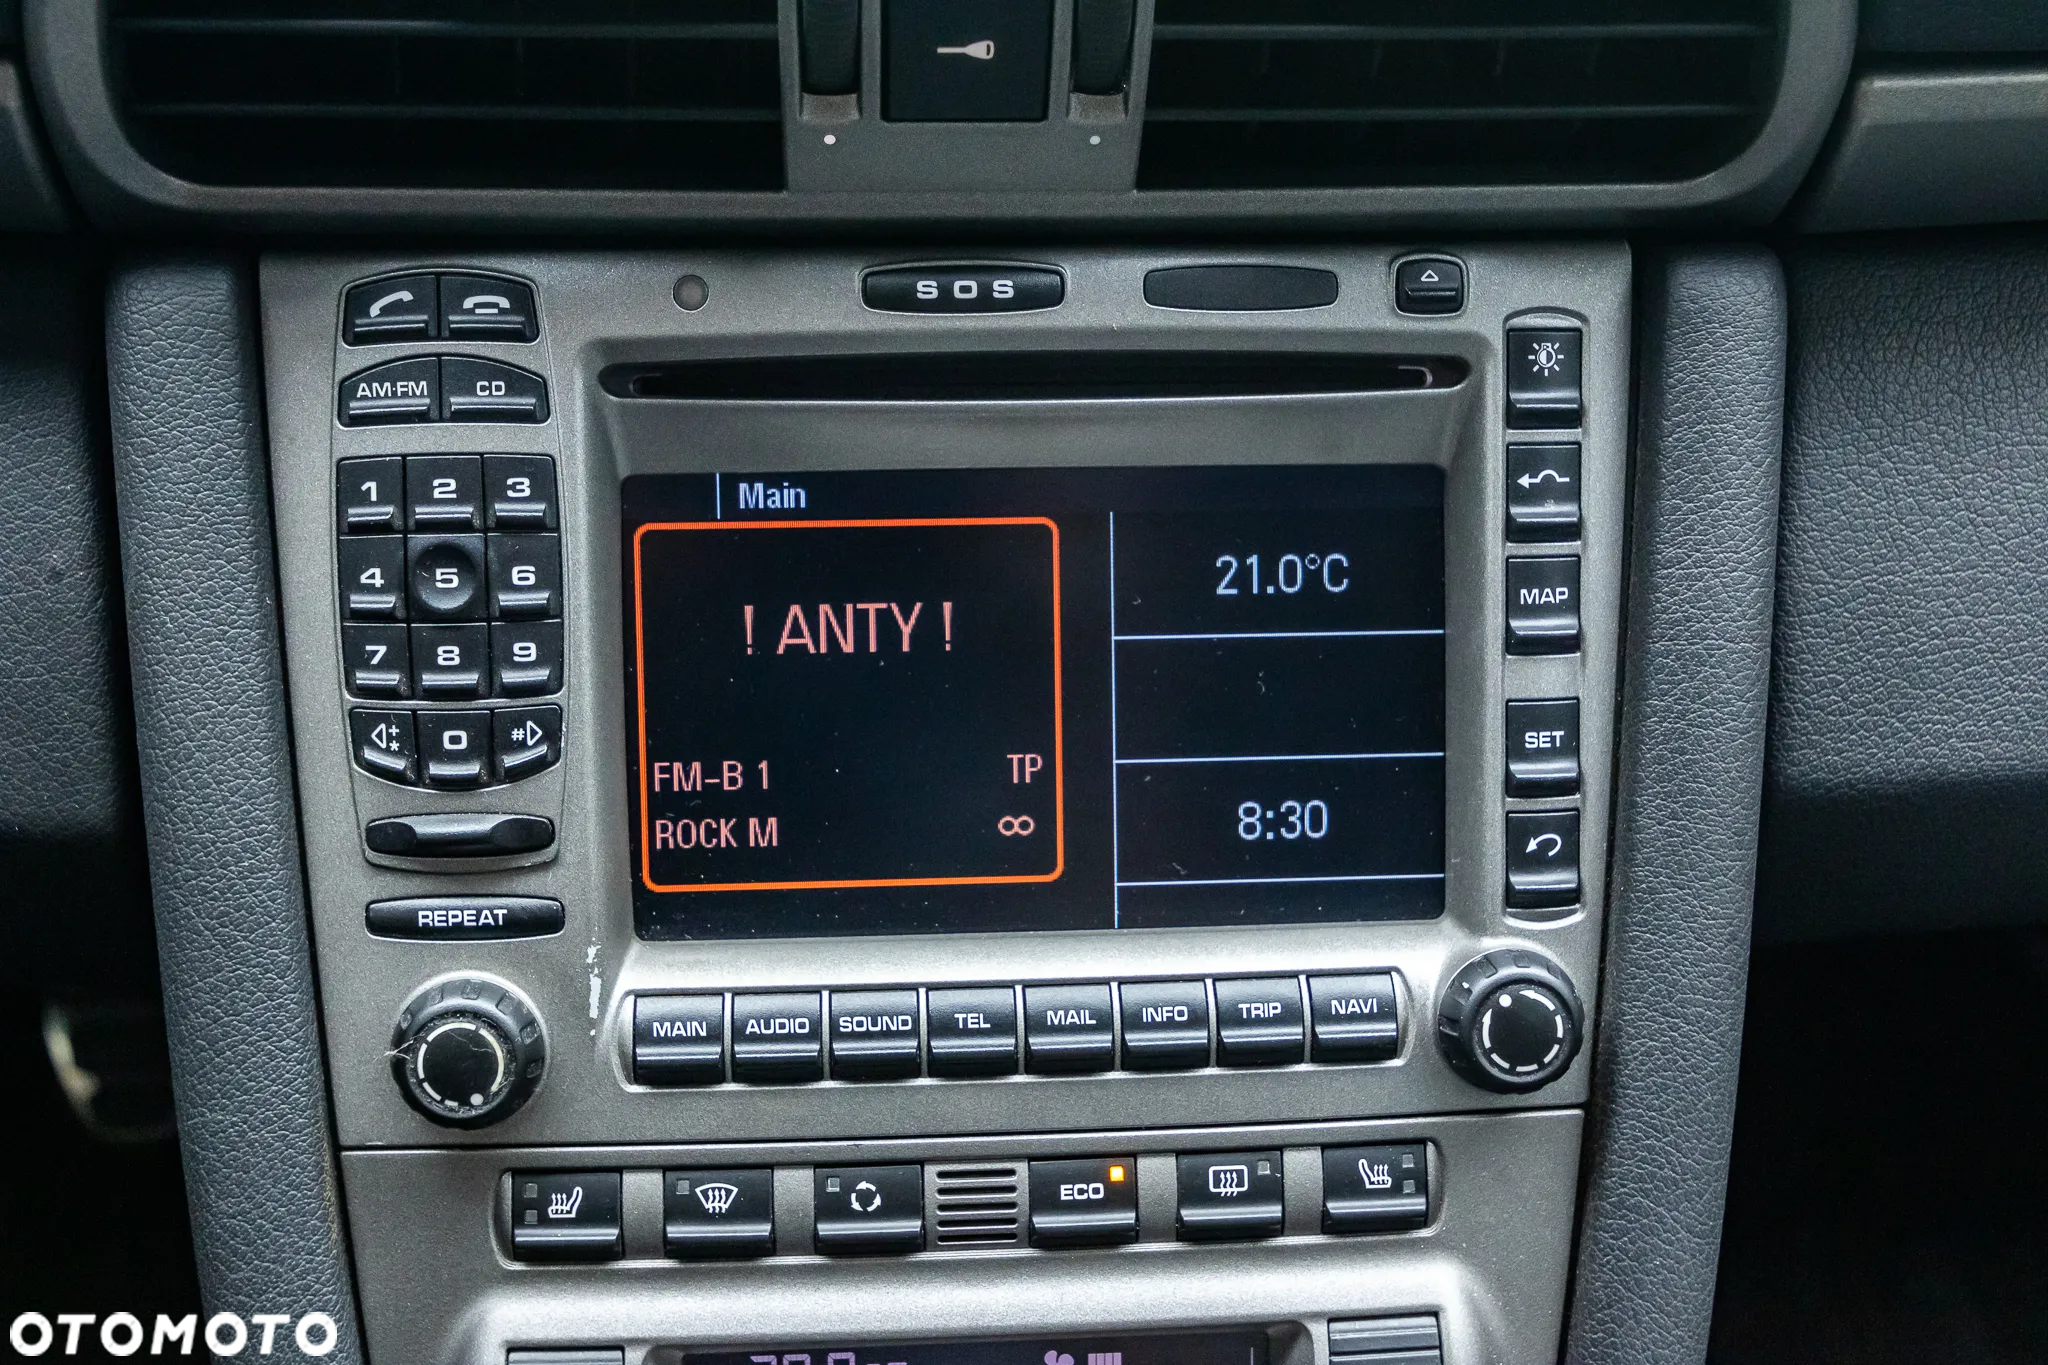 SOS
AM·FM CD
1 2 3
4 5 6
7 8 9
+
* 0 #
REPEAT
Main
! ANTY !
FM-B 1 TP
ROCK M ∞
21.0°C
8:30
MAP
SET
MAIN AUDIO SOUND TEL MAIL INFO TRIP NAVI
ECO
OTOMOTO